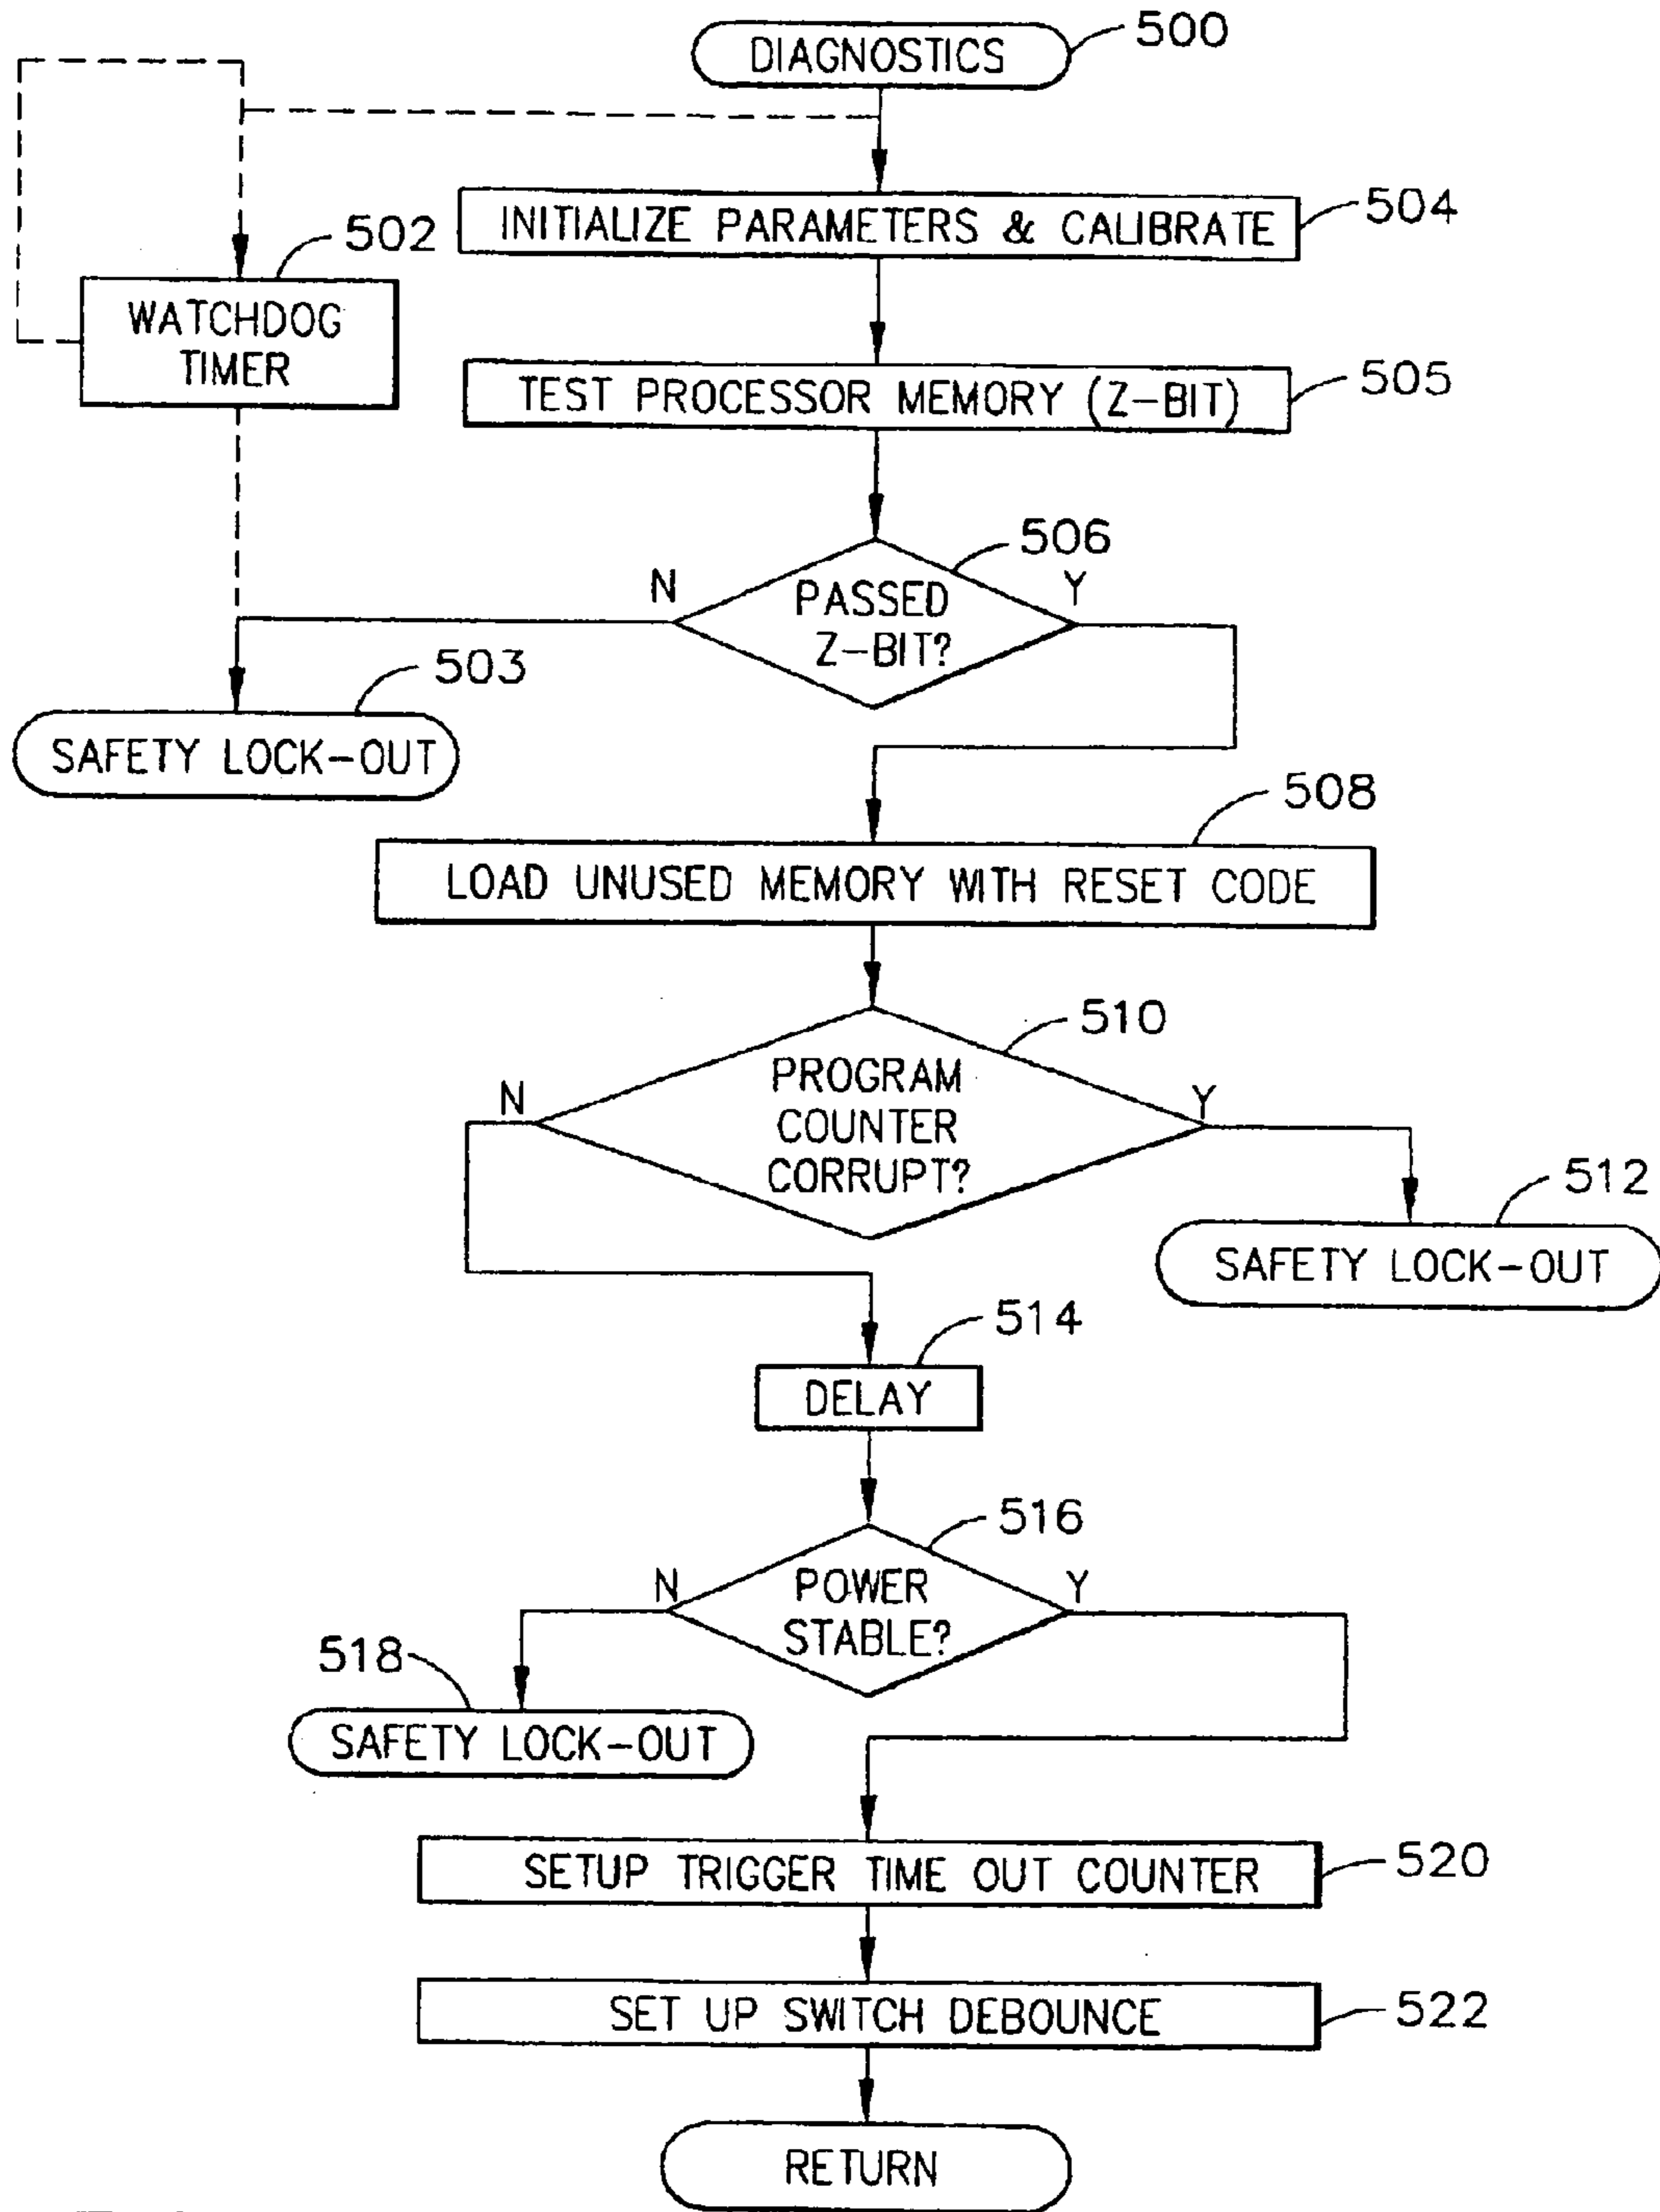 DIAGNOSTICS
500
INITIALIZE PARAMETERS & CALIBRATE
504
502
WATCHDOG
TIMER
TEST PROCESSOR MEMORY (Z-BIT)
505
506
N
Y
PASSED
Z-BIT?
503
SAFETY LOCK-OUT
508
LOAD UNUSED MEMORY WITH RESET CODE
510
N
Y
PROGRAM
COUNTER
CORRUPT?
512
SAFETY LOCK-OUT
514
DELAY
516
N
Y
POWER
STABLE?
518
SAFETY LOCK-OUT
SETUP TRIGGER TIME OUT COUNTER
520
SET UP SWITCH DEBOUNCE
522
RETURN